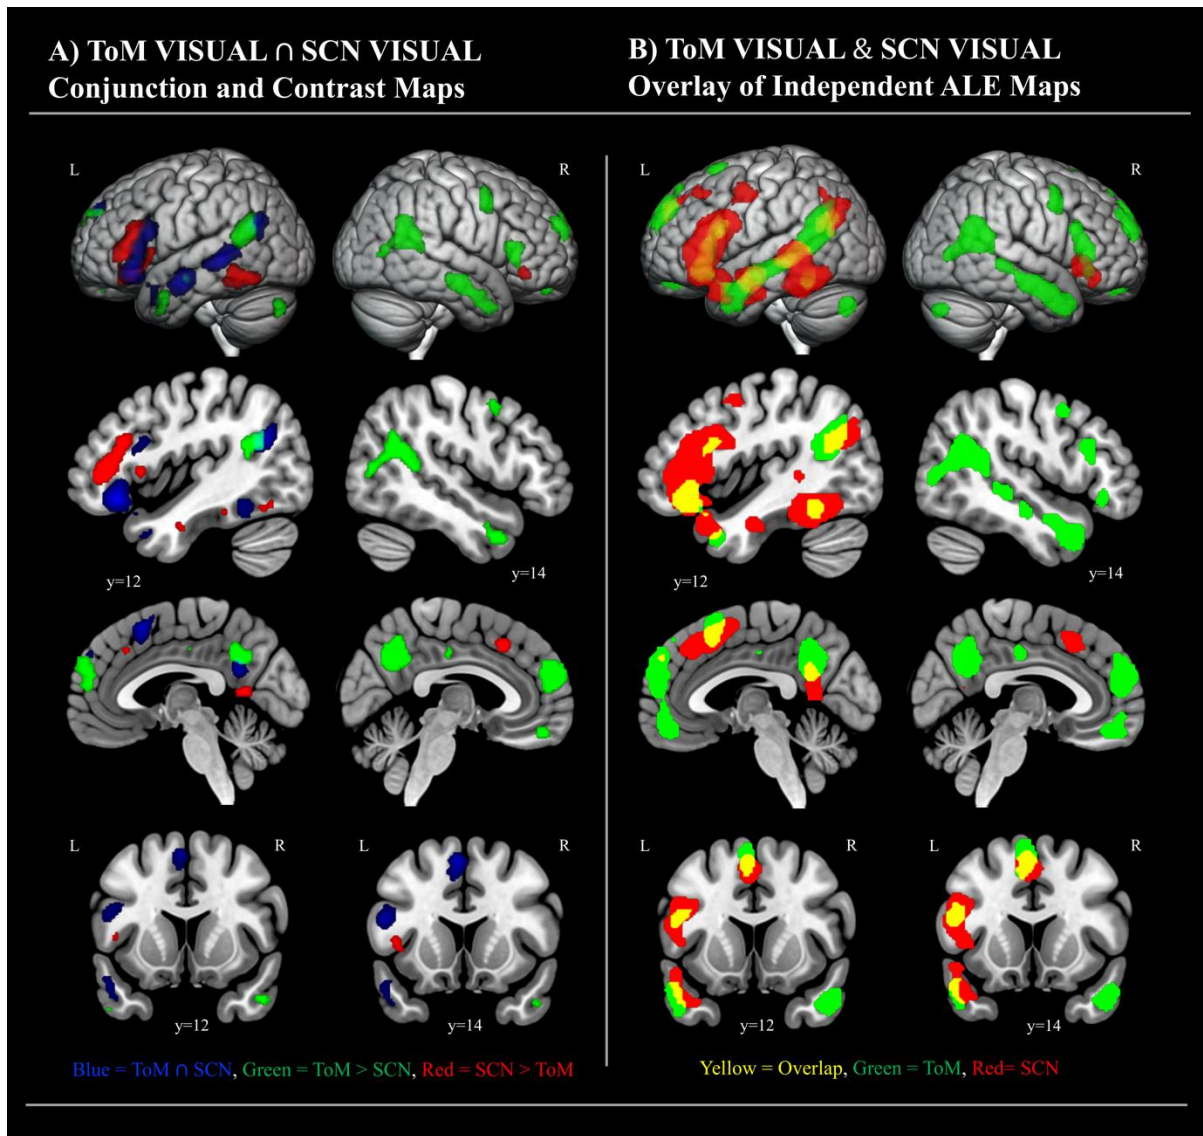 A) ToM VISUAL ∩ SCN VISUAL
Conjunction and Contrast Maps
B) ToM VISUAL & SCN VISUAL
Overlay of Independent ALE Maps
L
R
L
R
y=12
y=14
y=12
y=14
L
R
L
R
L
R
L
R
y=12
y=14
y=12
y=14
Blue = ToM ∩ SCN, Green = ToM > SCN, Red = SCN > ToM
Yellow = Overlap, Green = ToM, Red= SCN